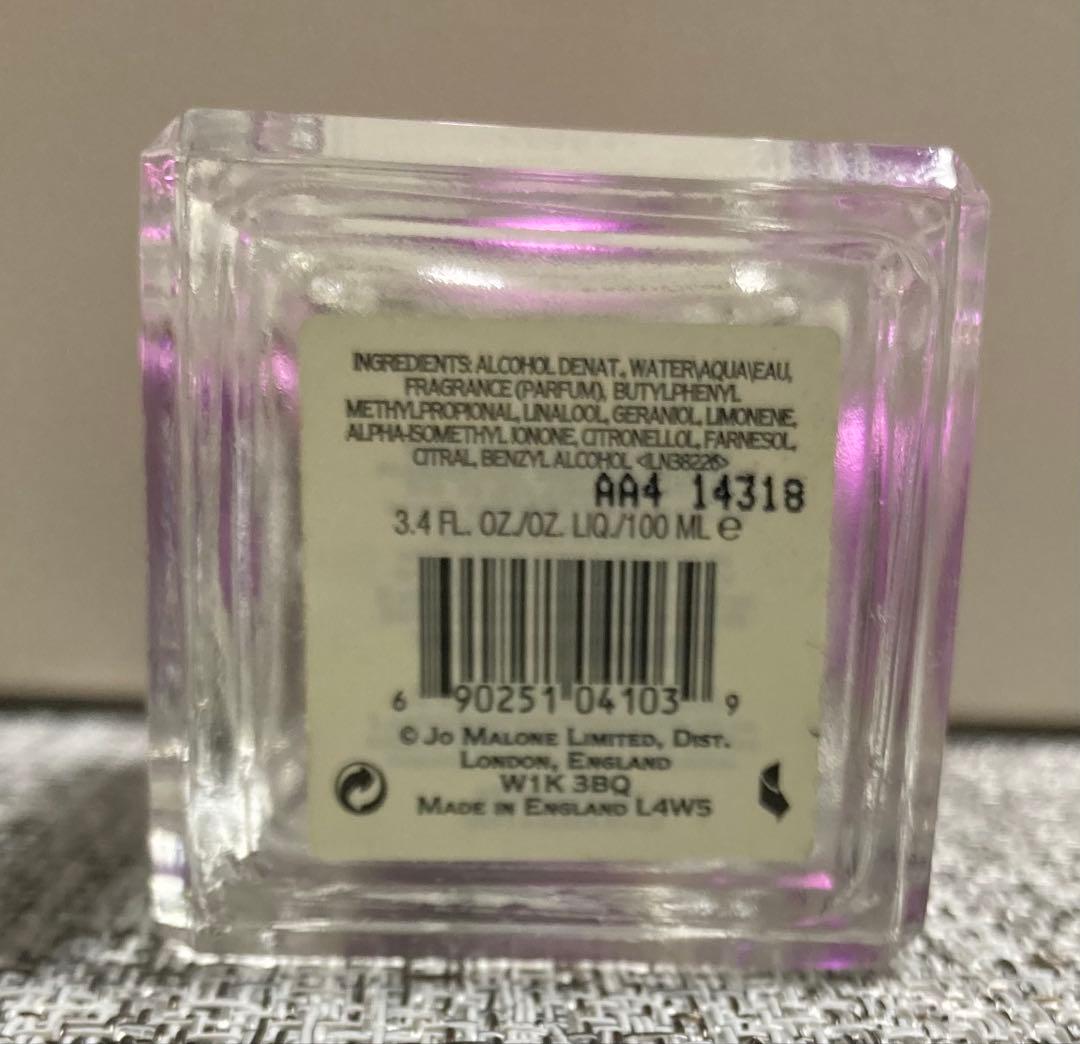 INGREDIENTS: ALCOHOL DENAT., WATER\AQUA\EAU,
FRAGRANCE (PARFUM), BUTYLPHENYL
METHYLPROPIONAL, LINALOOL, GERANIOL, LIMONENE,
ALPHA-ISOMETHYL IONONE, CITRONELLOL, FARNESOL,
CITRAL, BENZYL ALCOHOL <ILN38226>
AA4 14318
3.4 FL. OZ./OZ. LIQ./100 ML e
6 90251 04103 9
© JO MALONE LIMITED, DIST.
LONDON, ENGLAND
W1K 3BQ
MADE IN ENGLAND L4W5